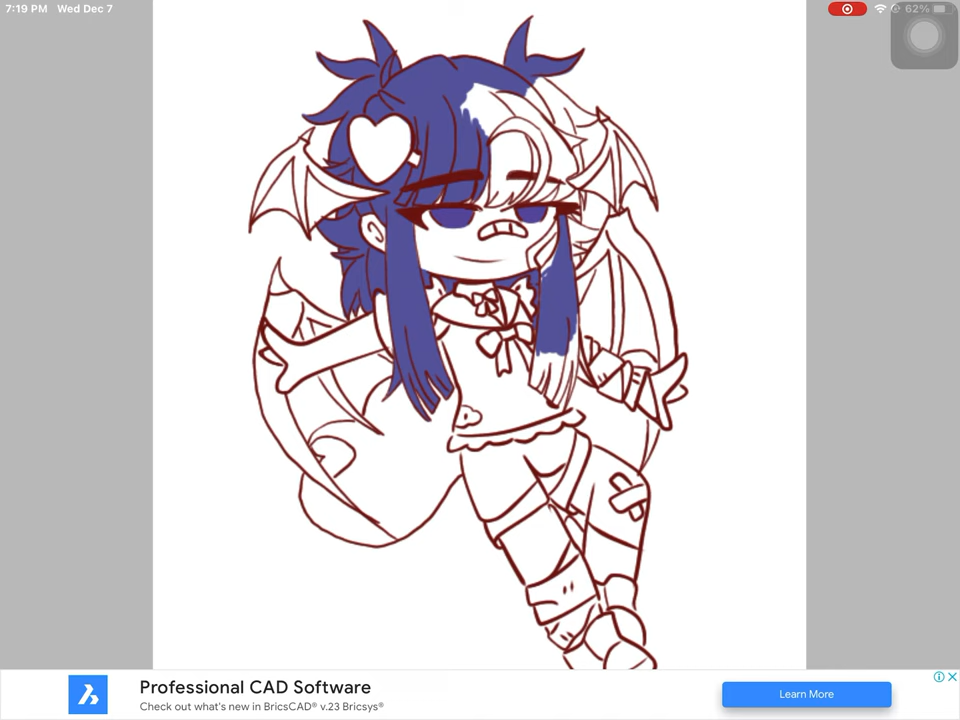 7:19 PM Wed Dec 7
62%
Professional CAD Software
Check out what's new in BricsCAD® v.23 Bricsys®
Learn More